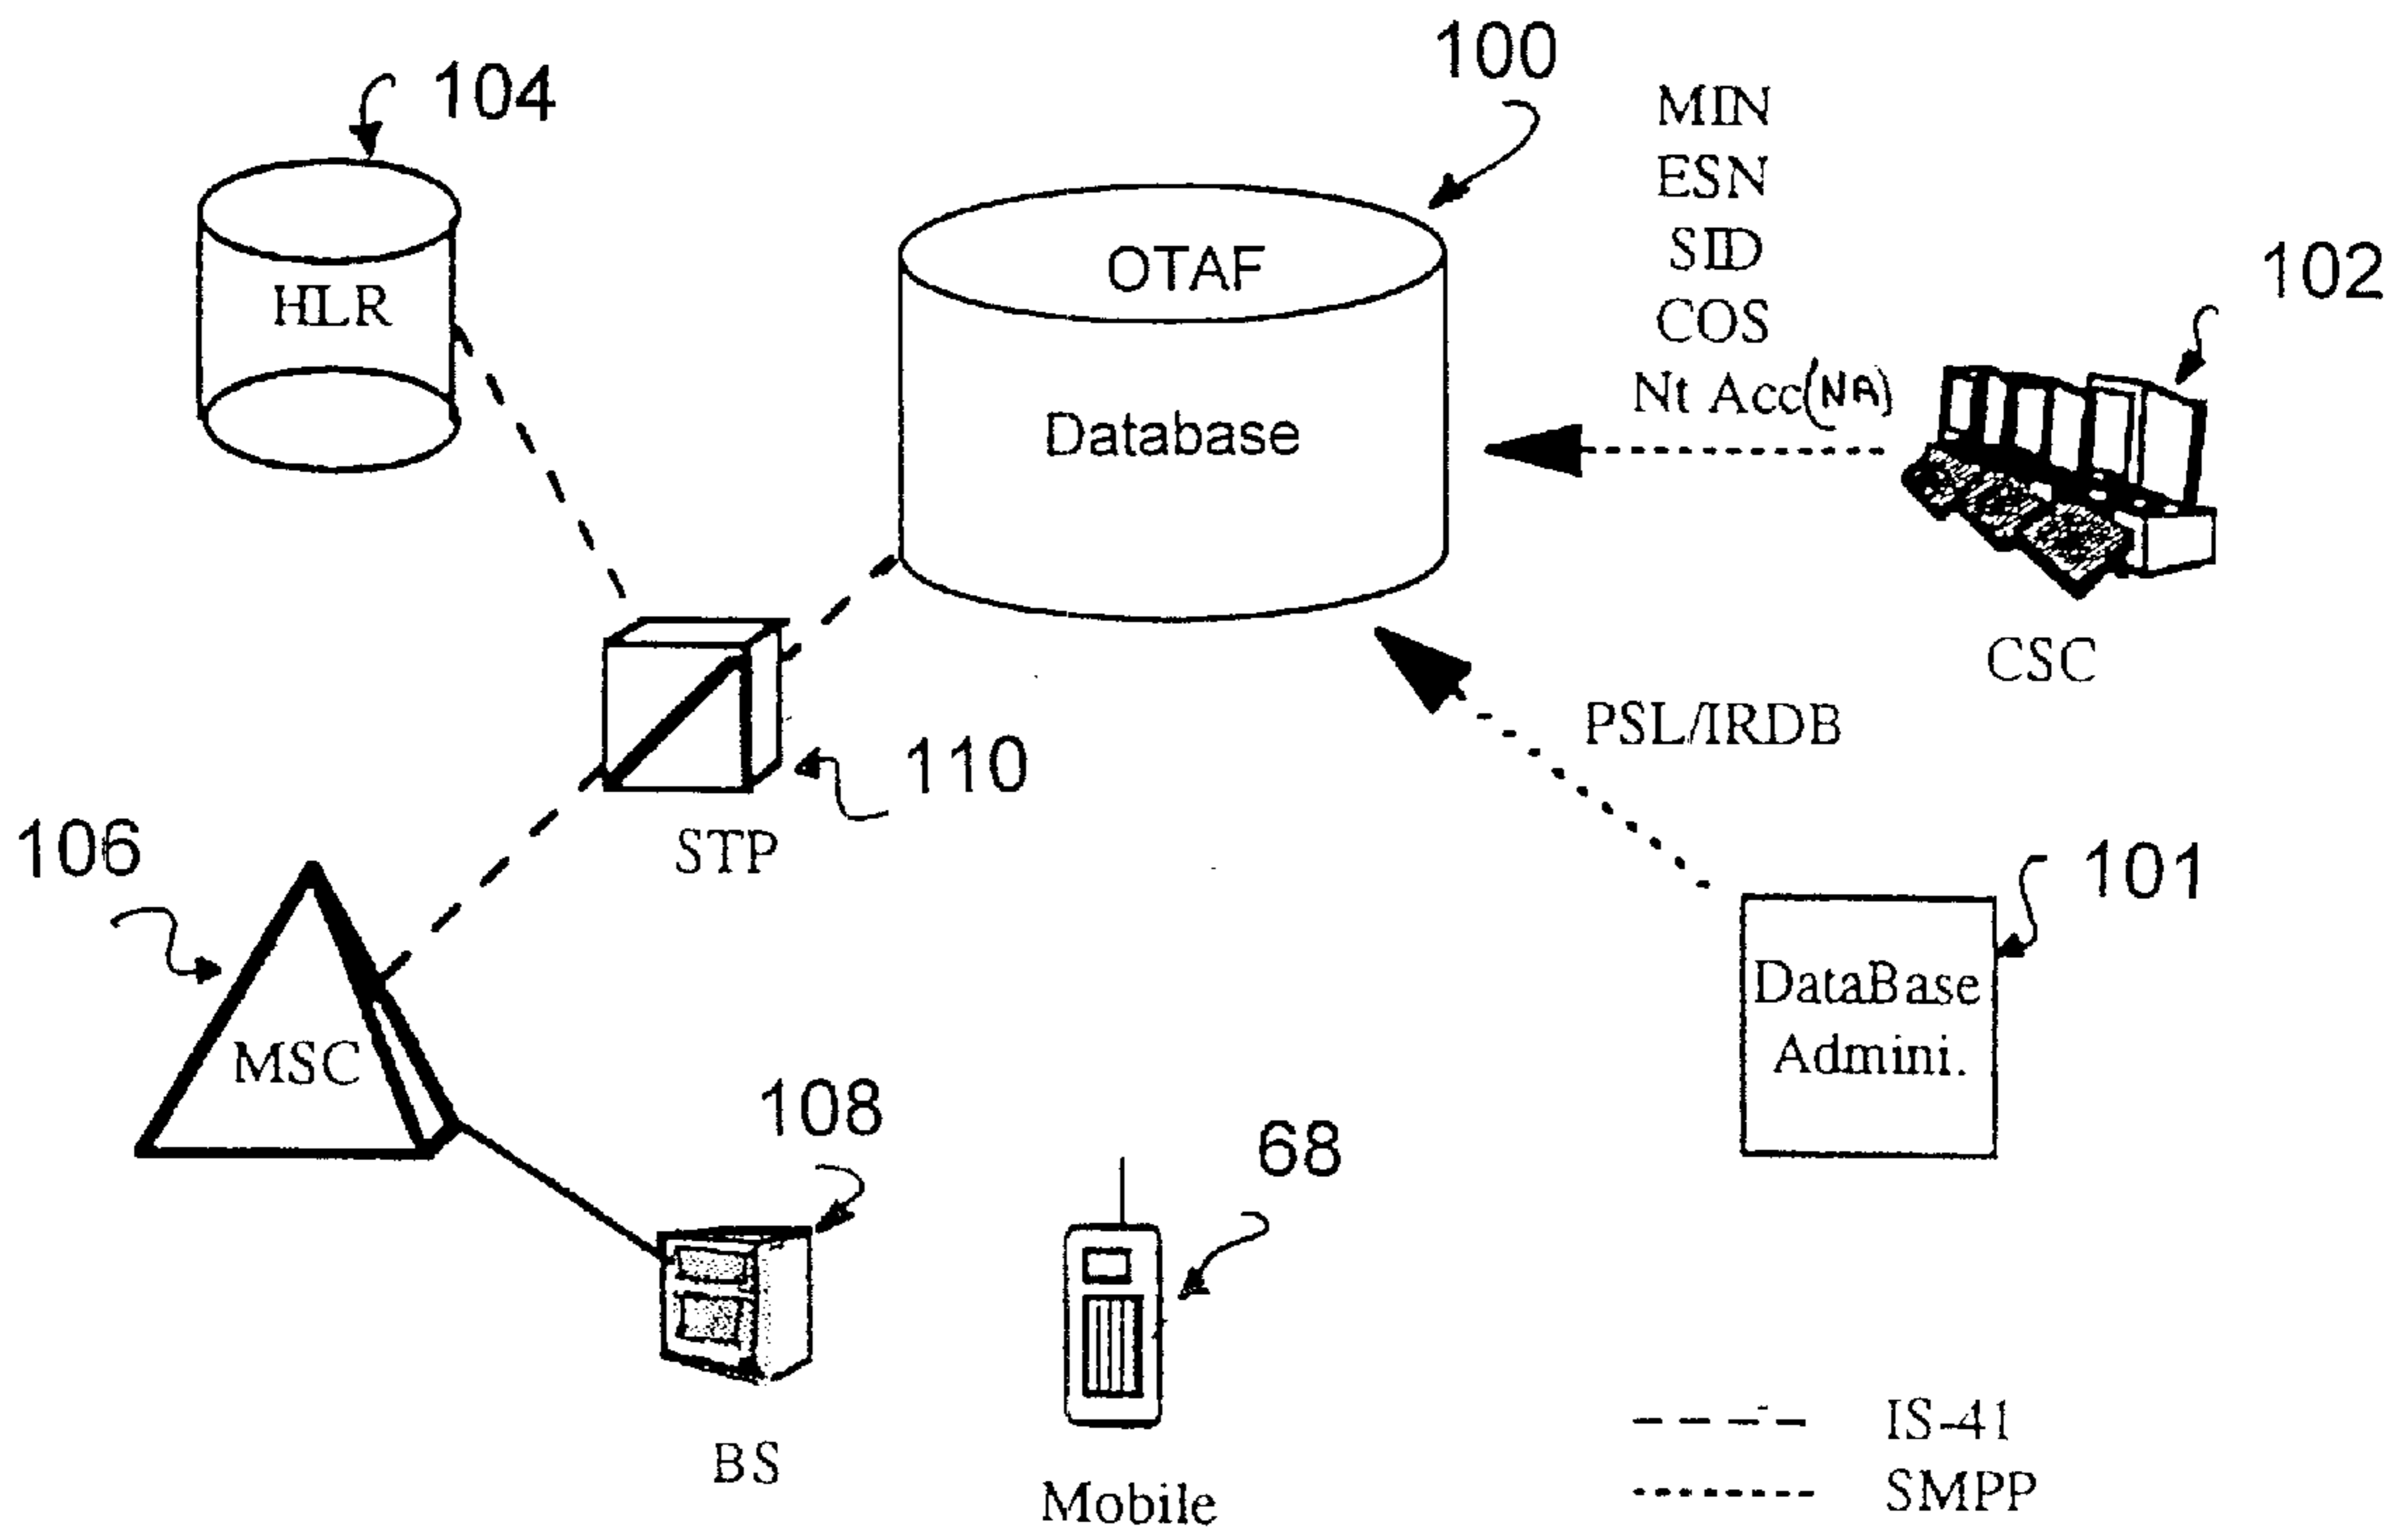 100
104
MIN
ESN
SID
COS
Nt Acc(NA)
102
OTAF
Database
HLR
CSC
PSL/IRDB
110
STP
106
101
MSC
DataBase
Admini.
108
68
BS
Mobile
IS-41
SMPP